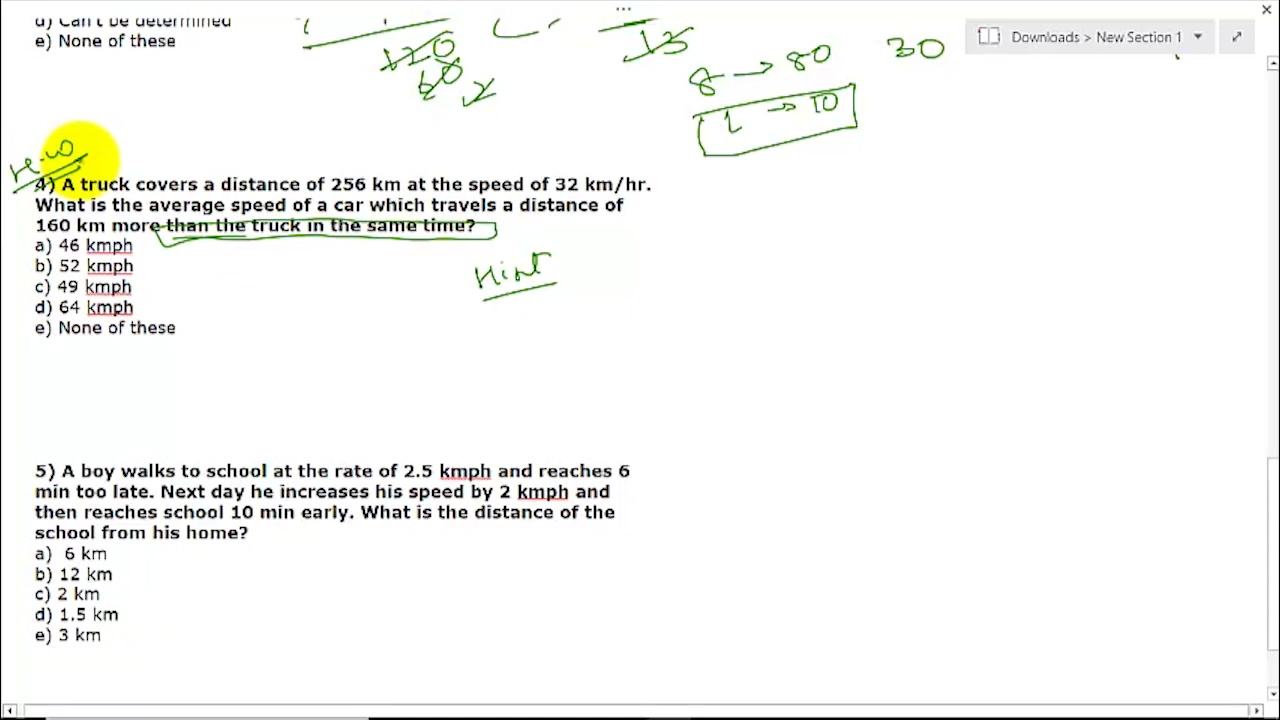 d) Can't be determined
e) None of these
120
60
2
15
8 → 80
30
1 → 10
Downloads > New Section 1
H.W
4) A truck covers a distance of 256 km at the speed of 32 km/hr.
What is the average speed of a car which travels a distance of
160 km more than the truck in the same time?
a) 46 kmph
b) 52 kmph
c) 49 kmph
d) 64 kmph
e) None of these
Hint
5) A boy walks to school at the rate of 2.5 kmph and reaches 6
min too late. Next day he increases his speed by 2 kmph and
then reaches school 10 min early. What is the distance of the
school from his home?
a) 6 km
b) 12 km
c) 2 km
d) 1.5 km
e) 3 km